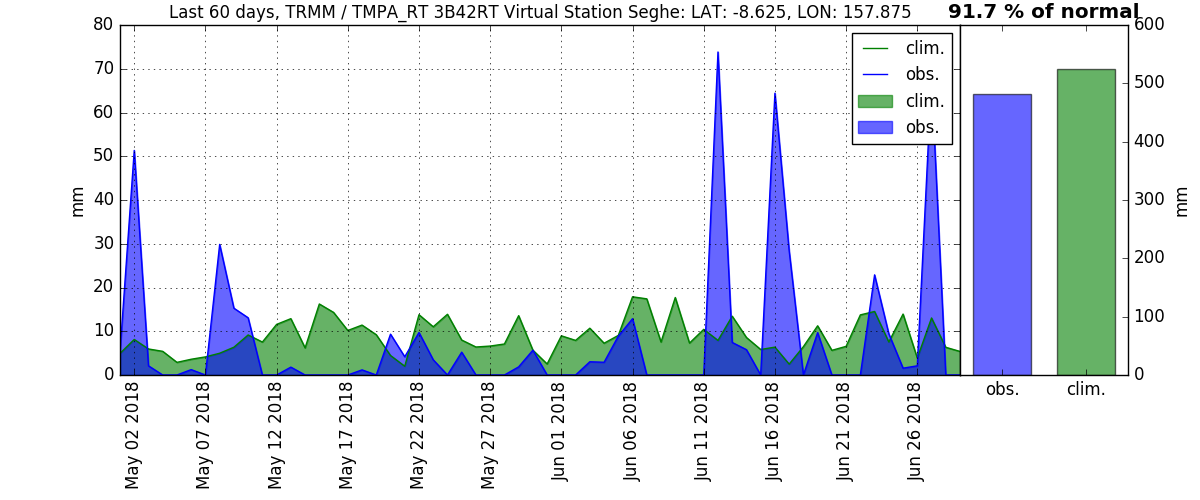 Last 60 days, TRMM / TMPA_RT 3B42RT Virtual Station Seghe: LAT: -8.625, LON: 157.875
91.7 % of normal
80
70
60
50
40
30
20
10
0
mm
clim.
obs.
clim.
obs.
600
500
400
300
200
100
0
mm
May 02 2018
May 07 2018
May 12 2018
May 17 2018
May 22 2018
May 27 2018
Jun 01 2018
Jun 06 2018
Jun 11 2018
Jun 16 2018
Jun 21 2018
Jun 26 2018
obs.
clim.